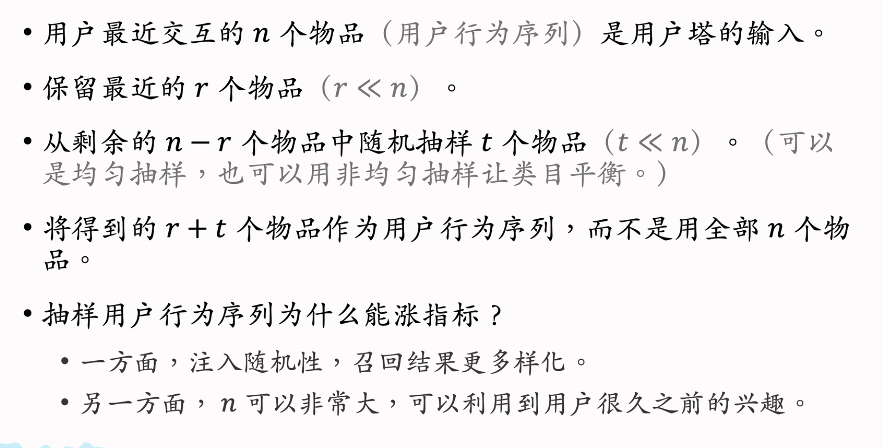 • 用户最近交互的 n 个物品（用户行为序列）是用户塔的输入。
• 保留最近的 r 个物品（r ≪ n）。
• 从剩余的 n − r 个物品中随机抽样 t 个物品（t ≪ n）。（可以
是均匀抽样，也可以用非均匀抽样让类目平衡。）
• 将得到的 r + t 个物品作为用户行为序列，而不是用全部 n 个物
品。
• 抽样用户行为序列为什么能涨指标？
• 一方面，注入随机性，召回结果更多样化。
• 另一方面，n 可以非常大，可以利用到用户很久之前的兴趣。